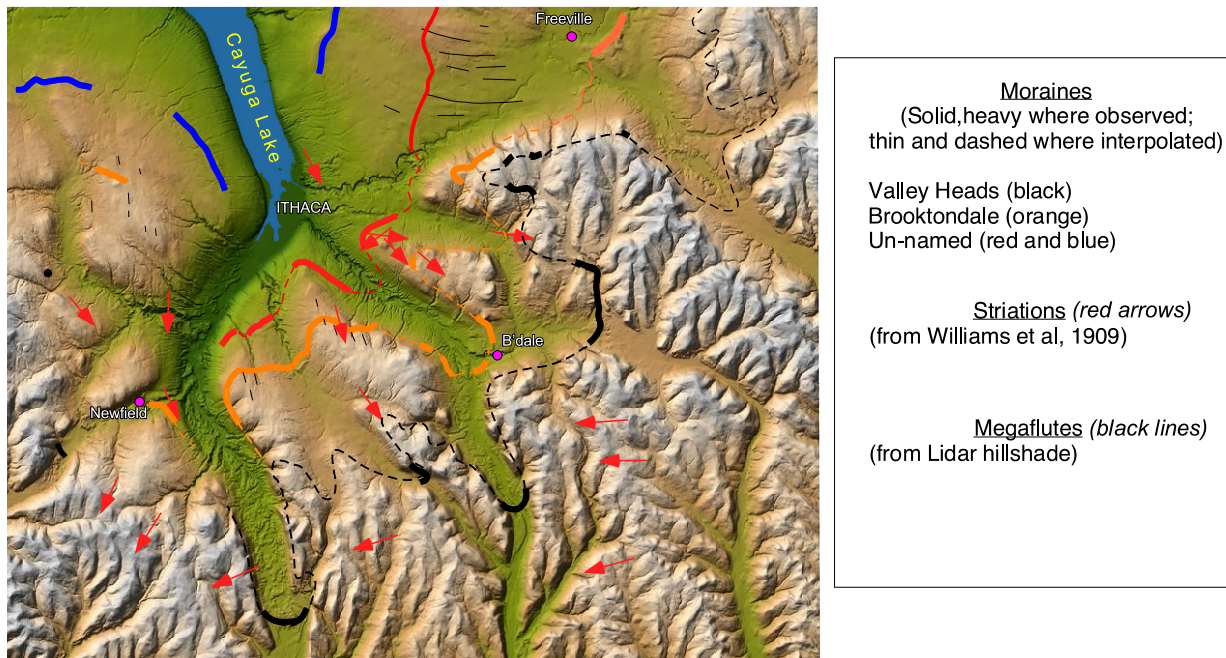 Freeville
Cayuga Lake
ITHACA
B'dale
Newfield
Moraines
(Solid,heavy where observed;
thin and dashed where interpolated)
Valley Heads (black)
Brooktondale (orange)
Un-named (red and blue)
Striations (red arrows)
(from Williams et al, 1909)
Megaflutes (black lines)
(from Lidar hillshade)